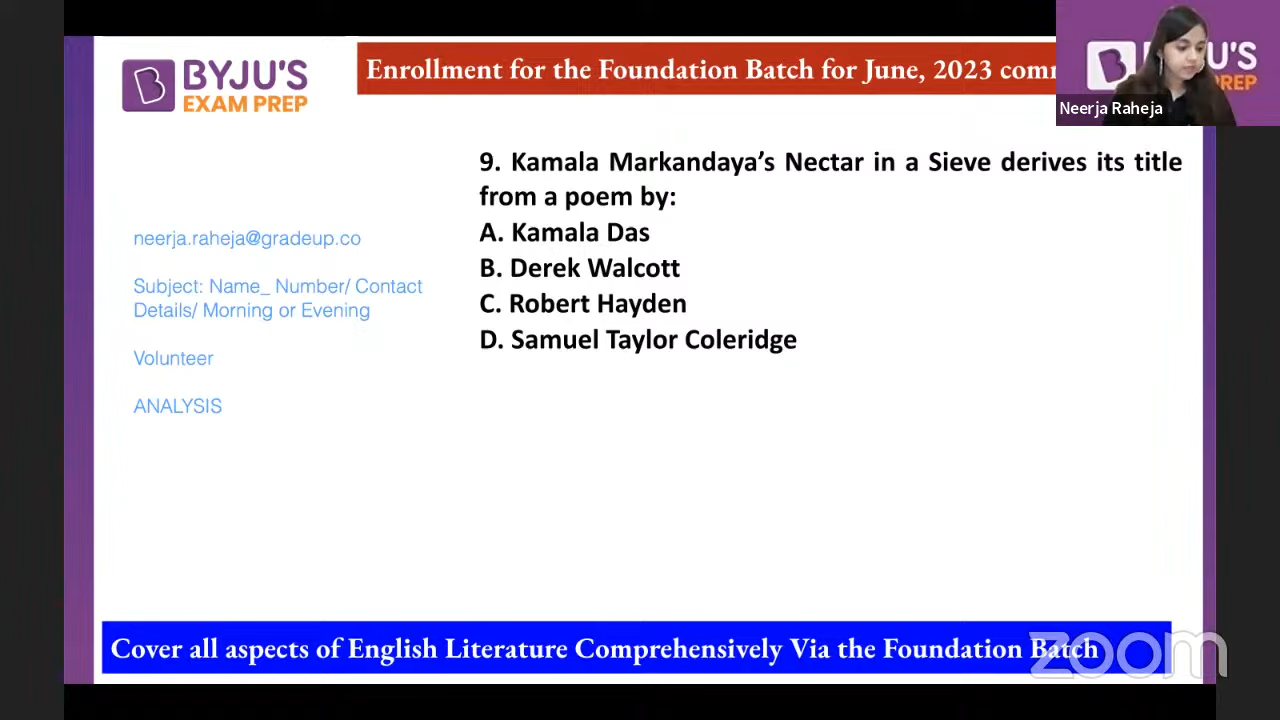 BYJU'S
EXAM PREP
Enrollment for the Foundation Batch for June, 2023
Neerja Raheja
9. Kamala Markandaya’s Nectar in a Sieve derives its title
from a poem by:
A. Kamala Das
B. Derek Walcott
C. Robert Hayden
D. Samuel Taylor Coleridge
neerja.raheja@gradeup.co
Subject: Name_ Number/ Contact
Details/ Morning or Evening
Volunteer
ANALYSIS
Cover all aspects of English Literature Comprehensively Via the Foundation Batch
zoom